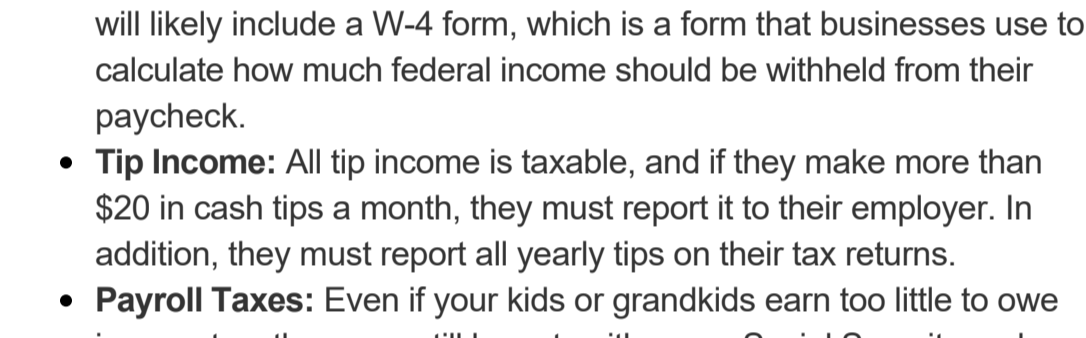 will likely include a W-4 form, which is a form that businesses use to
calculate how much federal income should be withheld from their
paycheck.
• Tip Income: All tip income is taxable, and if they make more than
$20 in cash tips a month, they must report it to their employer. In
addition, they must report all yearly tips on their tax returns.
• Payroll Taxes: Even if your kids or grandkids earn too little to owe